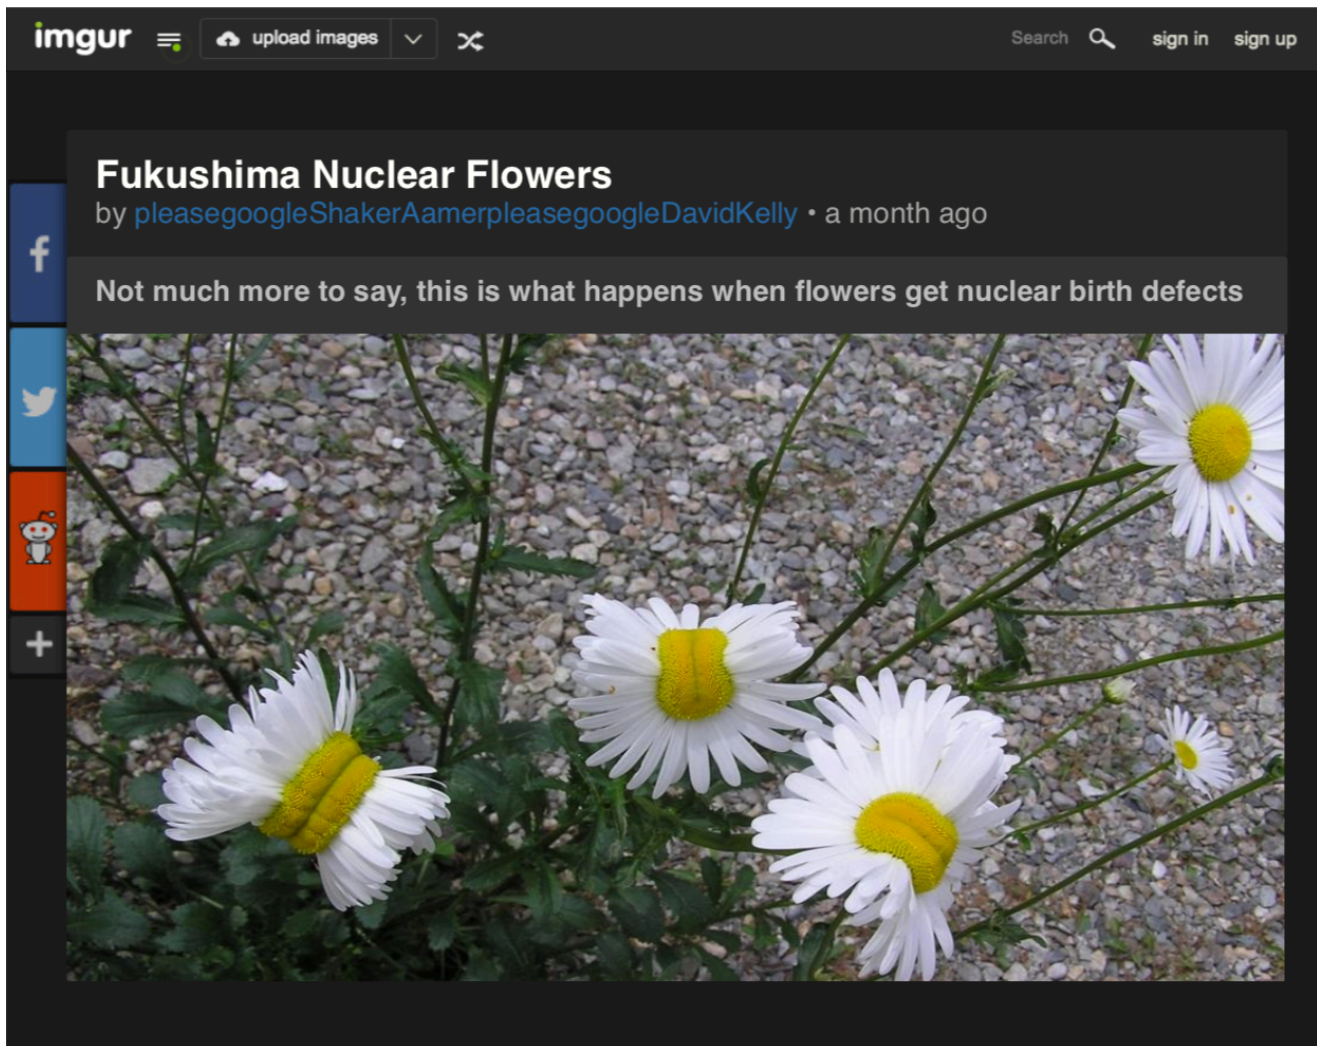 imgur upload images Search sign in sign up
Fukushima Nuclear Flowers
by pleasegoogleShakerAamerpleasegoogleDavidKelly • a month ago
Not much more to say, this is what happens when flowers get nuclear birth defects